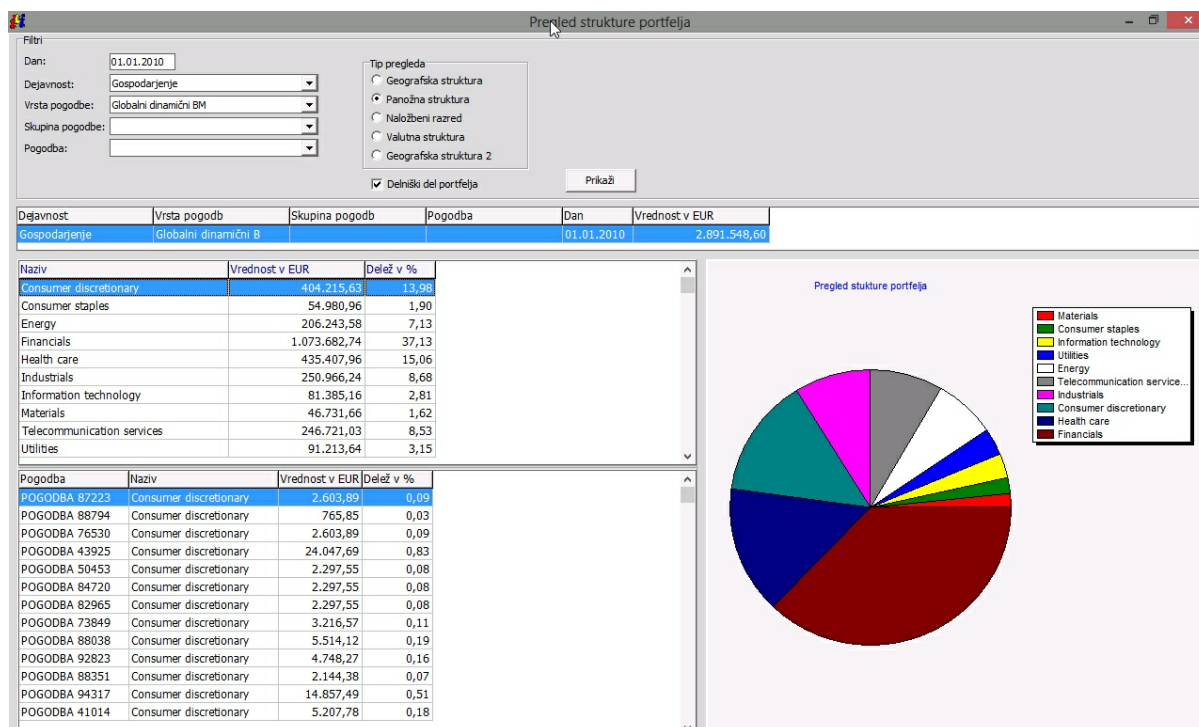 Pregled strukture portfelja
Filtri
Dan: 01.01.2010
Dejavnost: Gospodarjenje
Vrsta pogodbe: Globalni dinamični BM
Skupina pogodbe:
Pogodba:
Tip pregleda
Geografska struktura
Panožna struktura
Naložbeni razred
Valutna struktura
Geografska struktura 2
Delniški del portfelja
Prikaži
Dejavnost Vrsta pogodb Skupina pogodb Pogodba Dan Vrednost v EUR
Gospodarjenje Globalni dinamični B 01.01.2010 2.891.548,60
Naziv Vrednost v EUR Delež v %
Consumer discretionary 404.215,63 13,98
Consumer staples 54.980,96 1,90
Energy 206.243,58 7,13
Financials 1.073.682,74 37,13
Health care 435.407,96 15,06
Industrials 250.966,24 8,68
Information technology 81.385,16 2,81
Materials 46.731,66 1,62
Telecommunication services 246.721,03 8,53
Utilities 91.213,64 3,15
Pogodba Naziv Vrednost v EUR Delež v %
POGODBA 87223 Consumer discretionary 2.603,89 0,09
POGODBA 88794 Consumer discretionary 765,85 0,03
POGODBA 76530 Consumer discretionary 2.603,89 0,09
POGODBA 43925 Consumer discretionary 24.047,69 0,83
POGODBA 50453 Consumer discretionary 2.297,55 0,08
POGODBA 84720 Consumer discretionary 2.297,55 0,08
POGODBA 82965 Consumer discretionary 2.297,55 0,08
POGODBA 73849 Consumer discretionary 3.216,57 0,11
POGODBA 88038 Consumer discretionary 5.514,12 0,19
POGODBA 92823 Consumer discretionary 4.748,27 0,16
POGODBA 88351 Consumer discretionary 2.144,38 0,07
POGODBA 94317 Consumer discretionary 14.857,49 0,51
POGODBA 41014 Consumer discretionary 5.207,78 0,18
Pregled stukture portfelja
Materials
Consumer staples
Information technology
Utilities
Energy
Telecommunication service...
Industrials
Consumer discretionary
Health care
Financials